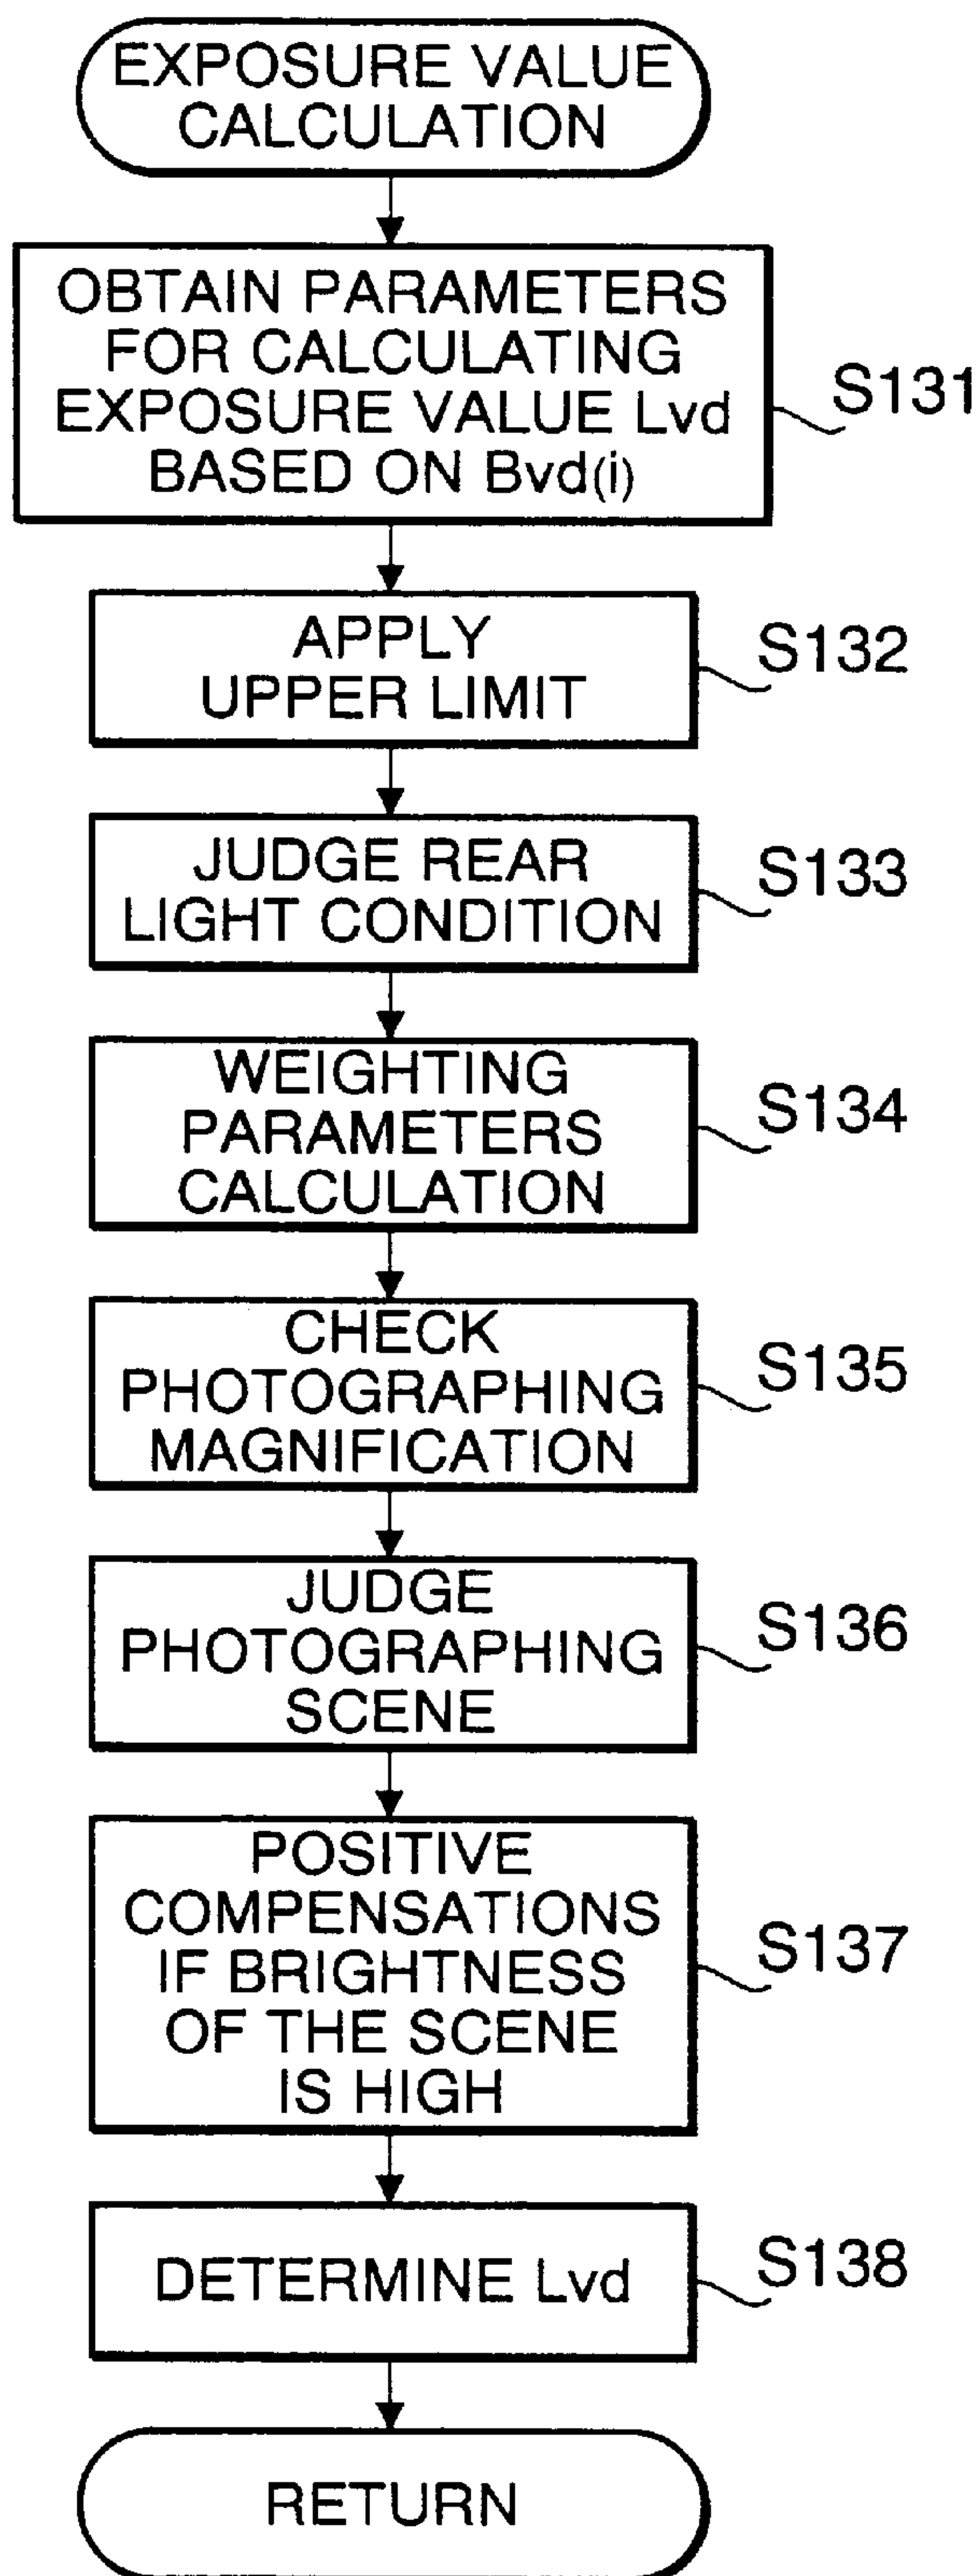 EXPOSURE VALUE
CALCULATION
OBTAIN PARAMETERS
FOR CALCULATING
EXPOSURE VALUE Lvd
BASED ON Bvd(i)
S131
APPLY
UPPER LIMIT
S132
JUDGE REAR
LIGHT CONDITION
S133
WEIGHTING
PARAMETERS
CALCULATION
S134
CHECK
PHOTOGRAPHING
MAGNIFICATION
S135
JUDGE
PHOTOGRAPHING
SCENE
S136
POSITIVE
COMPENSATIONS
IF BRIGHTNESS
OF THE SCENE
IS HIGH
S137
DETERMINE Lvd
S138
RETURN